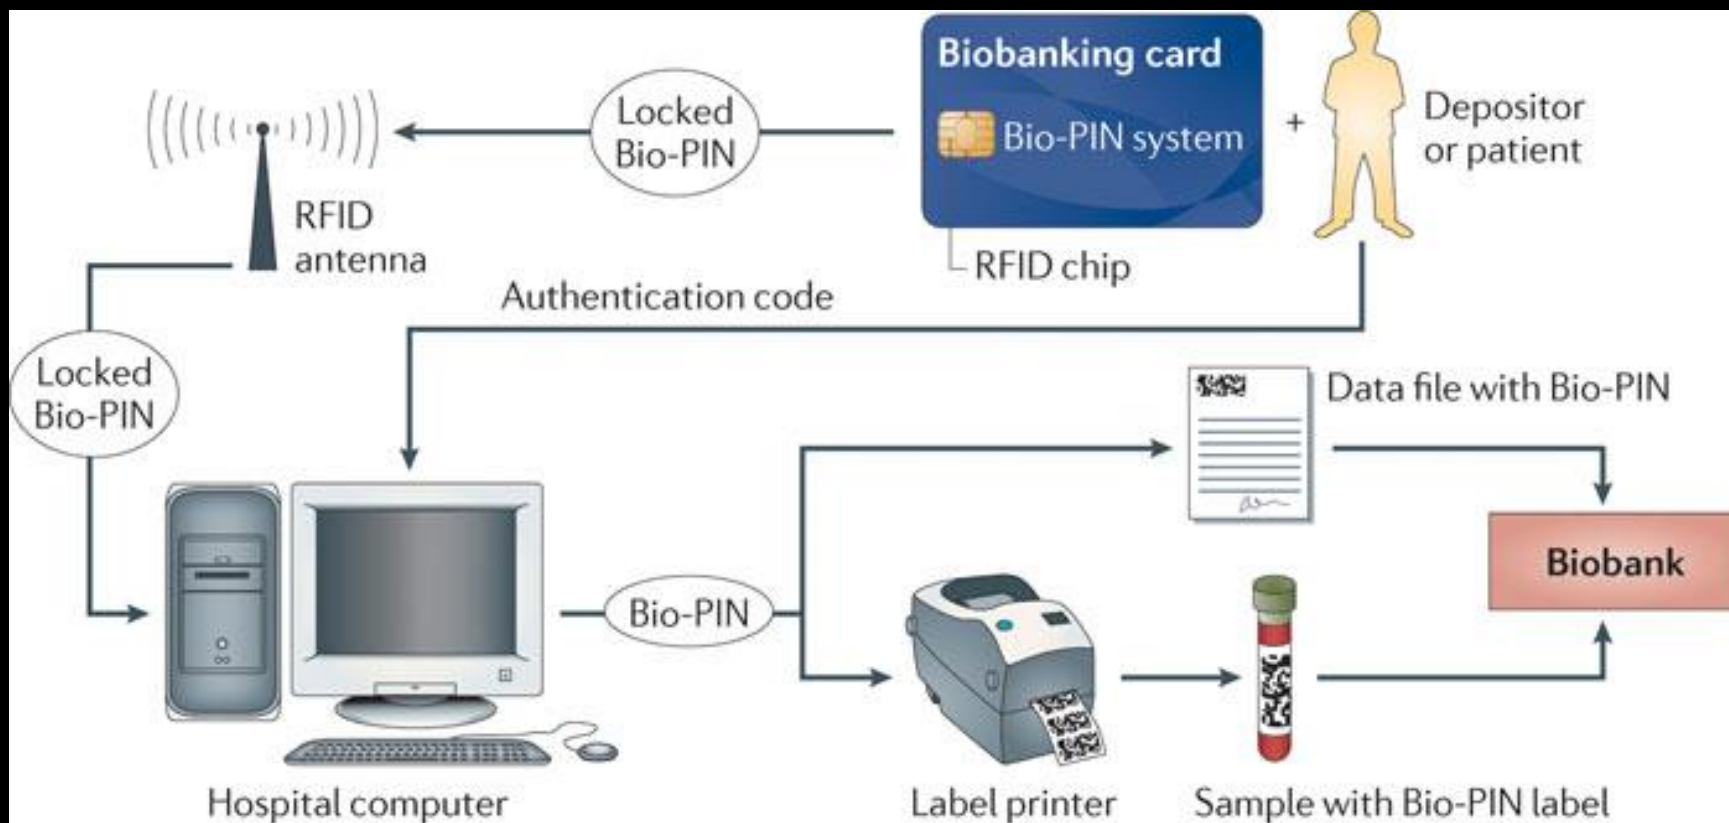 Biobanking card
Bio-PIN system
+
Depositor
or patient
Locked
Bio-PIN
RFID
antenna
RFID chip
Authentication code
Locked
Bio-PIN
Data file with Bio-PIN
Biobank
Bio-PIN
Hospital computer
Label printer
Sample with Bio-PIN label